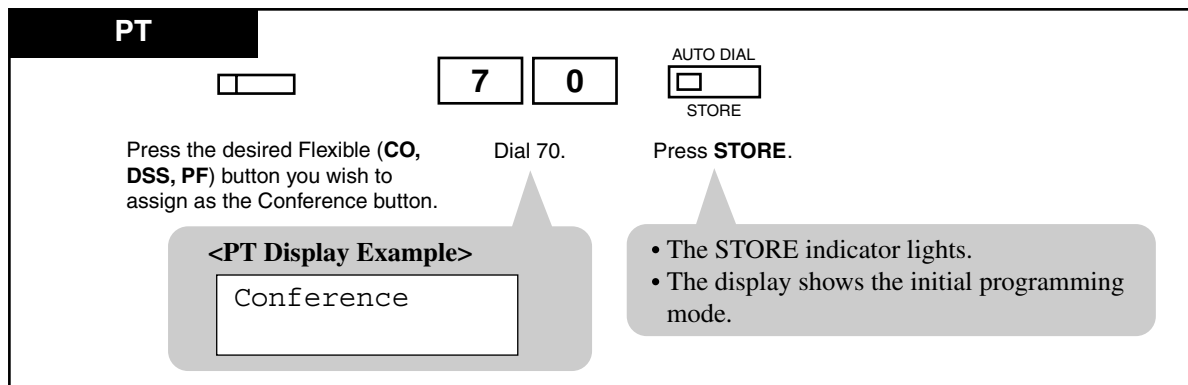 PT
AUTO DIAL
7 0
STORE
Press the desired Flexible (CO,
DSS, PF) button you wish to
assign as the Conference button.
Dial 70.
Press STORE.
<PT Display Example>
Conference
• The STORE indicator lights.
• The display shows the initial programming
mode.